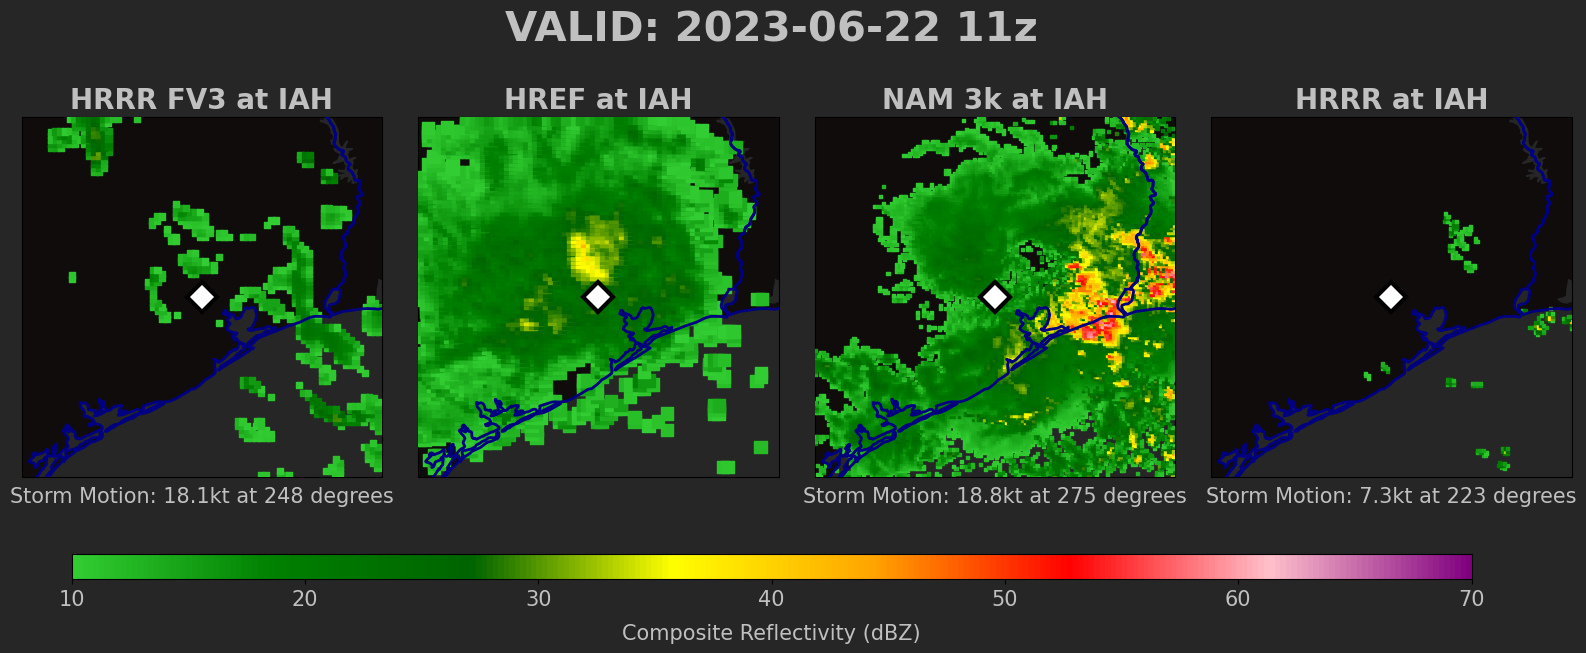 VALID: 2023-06-22 11z
HRRR FV3 at IAH
HREF at IAH
NAM 3k at IAH
HRRR at IAH
Storm Motion: 18.1kt at 248 degrees
Storm Motion: 18.8kt at 275 degrees
Storm Motion: 7.3kt at 223 degrees
10 20 30 40 50 60 70
Composite Reflectivity (dBZ)